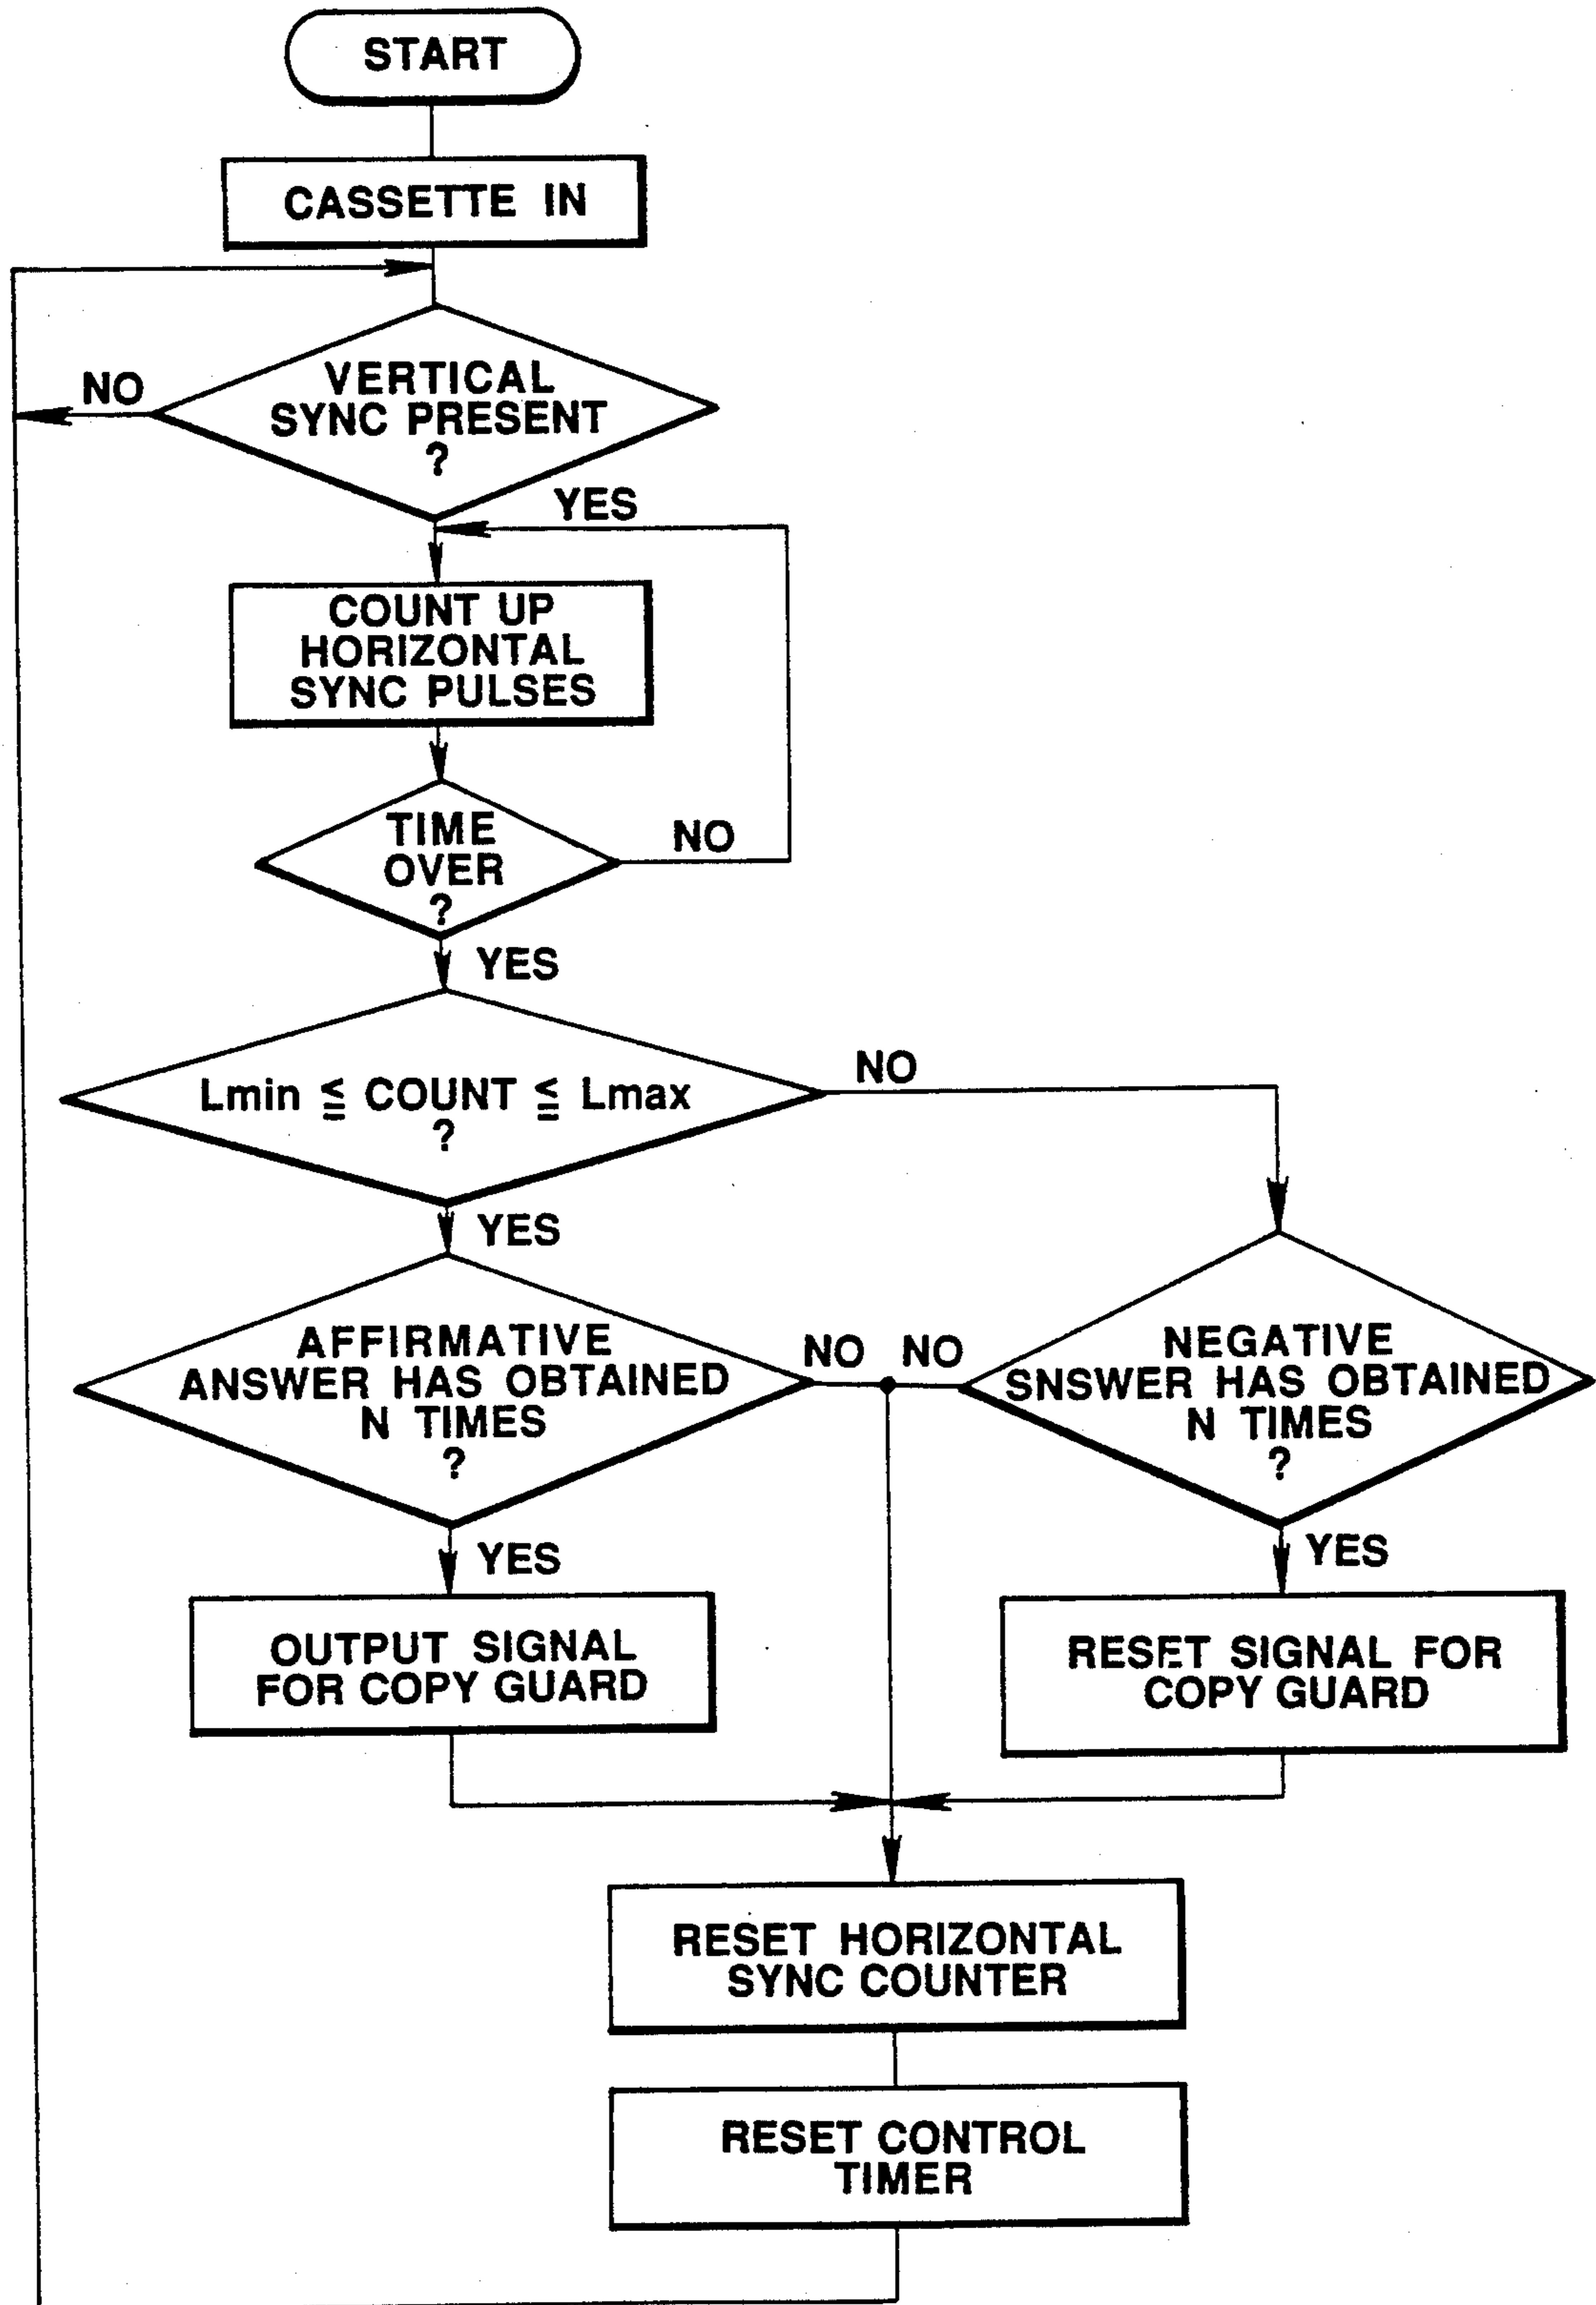 START
CASSETTE IN
NO
VERTICAL
SYNC PRESENT
?
YES
COUNT UP
HORIZONTAL
SYNC PULSES
TIME
OVER
?
NO
YES
Lmin ≦ COUNT ≦ Lmax
?
NO
YES
AFFIRMATIVE
ANSWER HAS OBTAINED
N TIMES
?
NO
NO
NEGATIVE
SNSWER HAS OBTAINED
N TIMES
?
YES
YES
OUTPUT SIGNAL
FOR COPY GUARD
RESET SIGNAL FOR
COPY GUARD
RESET HORIZONTAL
SYNC COUNTER
RESET CONTROL
TIMER